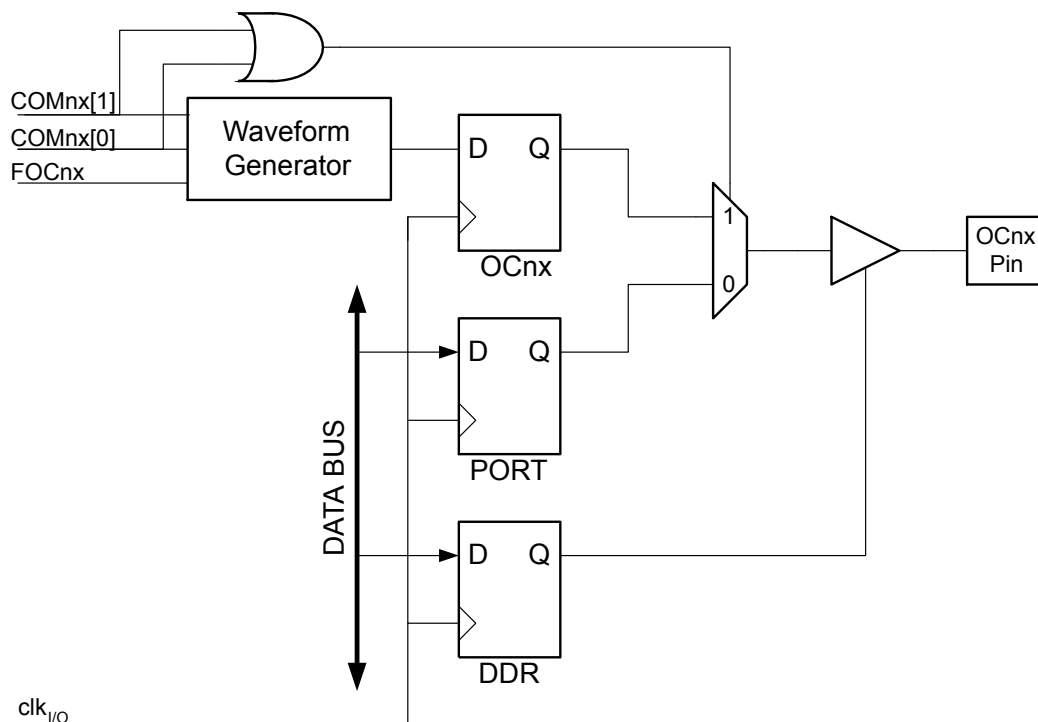 COMnx[1]
COMnx[0]
FOCnx
Waveform
Generator
D Q
OCnx
1
0
OCnx
Pin
D Q
PORT
DATA BUS
D Q
DDR
clkI/O